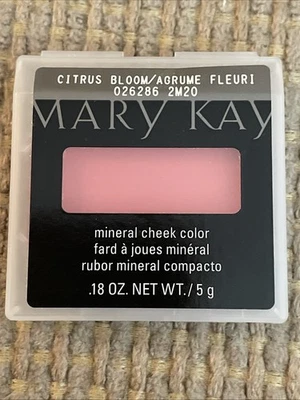 CITRUS BLOOM/AGRUME FLEURI
026286 2M20
MARY KAY
mineral cheek color
fard à joues minéral
rubor mineral compacto
.18 OZ. NET WT./5 g